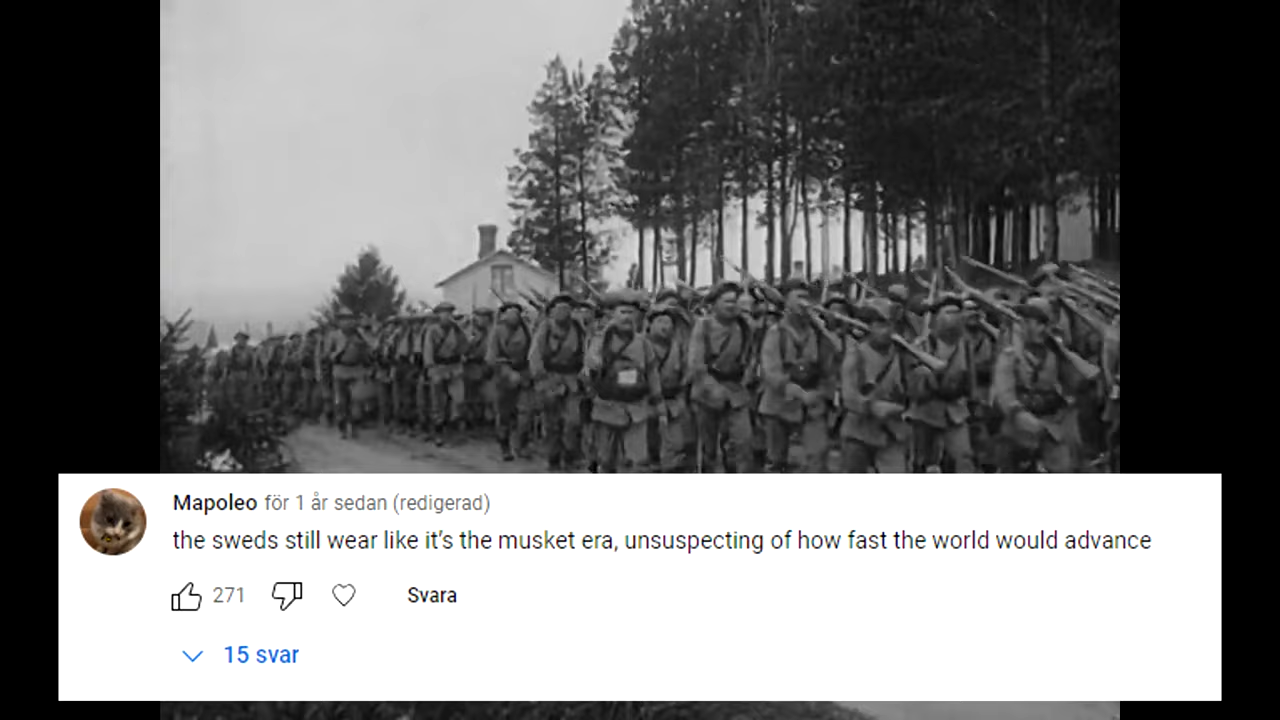 Mapoleo för 1 år sedan (redigerad)
the sweds still wear like it's the musket era, unsuspecting of how fast the world would advance
271 Svara
15 svar